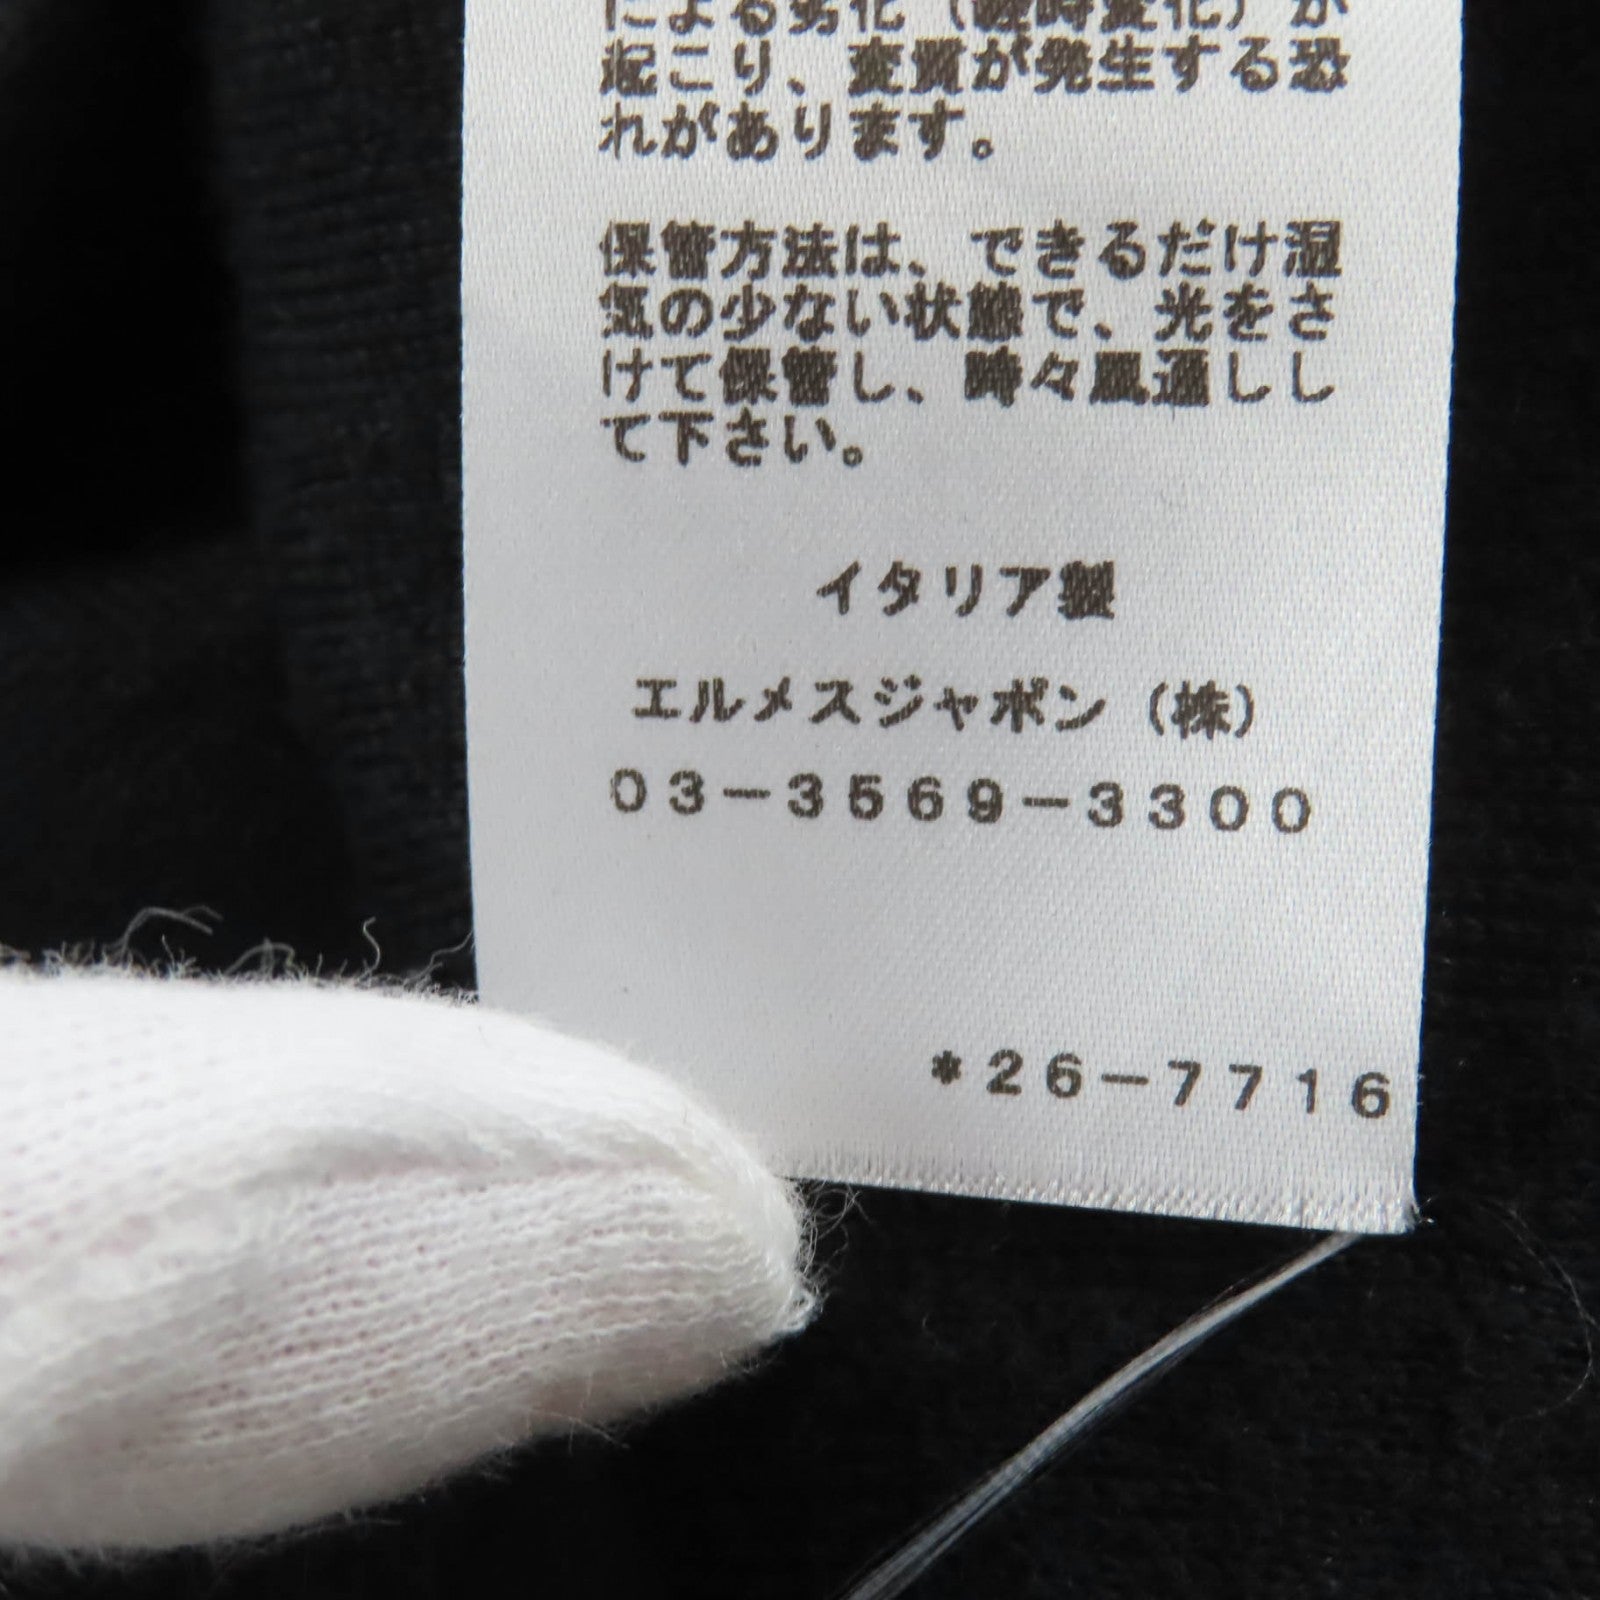 による劣化（経時変化）が
起こり、変質が発生する恐
れがあります。
保管方法は、できるだけ湿
気の少ない状態で、光をさ
けて保管し、時々風通しし
て下さい。
イタリア製
エルメスジャポン（株）
03-3569-3300
*26-7716